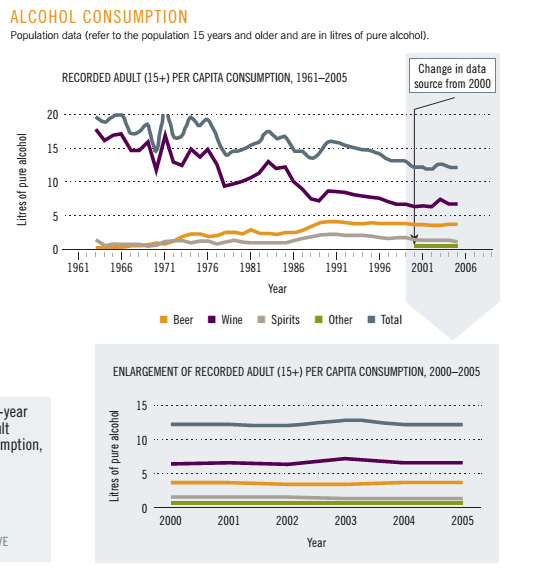 ALCOHOL CONSUMPTION
Population data (refer to the population 15 years and older and are in litres of pure alcohol).
Change in data
source from 2000
RECORDED ADULT (15+) PER CAPITA CONSUMPTION, 1961–2005
Litres of pure alcohol
20
15
10
5
0
1961 1966 1971 1976 1981 1986 1991 1996 2001 2006
Year
Beer Wine Spirits Other Total
ENLARGEMENT OF RECORDED ADULT (15+) PER CAPITA CONSUMPTION, 2000–2005
Litres of pure alcohol
15
10
5
0
2000 2001 2002 2003 2004 2005
Year
-year
lt
mption,
VE